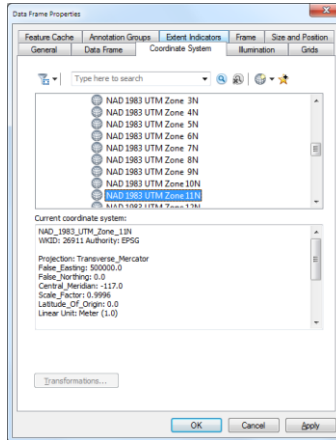 Data Frame Properties
Feature Cache Annotation Groups Extent Indicators Frame Size and Position
General Data Frame Coordinate System Illumination Grids
Type here to search
NAD 1983 UTM Zone 3N
NAD 1983 UTM Zone 4N
NAD 1983 UTM Zone 5N
NAD 1983 UTM Zone 6N
NAD 1983 UTM Zone 7N
NAD 1983 UTM Zone 8N
NAD 1983 UTM Zone 9N
NAD 1983 UTM Zone 10N
NAD 1983 UTM Zone 11N
NAD 1983 UTM Zone 12N
Current coordinate system:
NAD_1983_UTM_Zone_11N
WKID: 26911 Authority: EPSG
Projection: Transverse_Mercator
False_Easting: 500000.0
False_Northing: 0.0
Central_Meridian: -117.0
Scale_Factor: 0.9996
Latitude_Of_Origin: 0.0
Linear Unit: Meter (1.0)
Transformations...
OK Cancel Apply